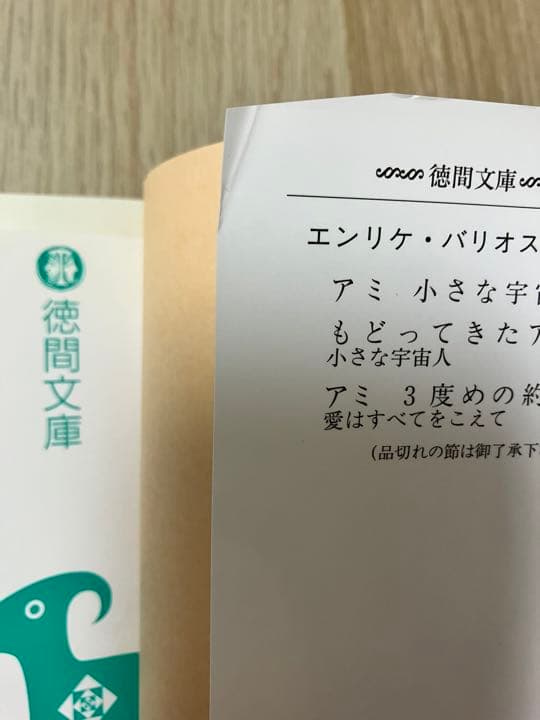 徳間文庫
エンリケ・バリオス
アミ 小さな宇
もどってきたア
小さな宇宙人
アミ 3度めの約
愛はすべてをこえて
(品切れの節は御了承下
徳間文庫